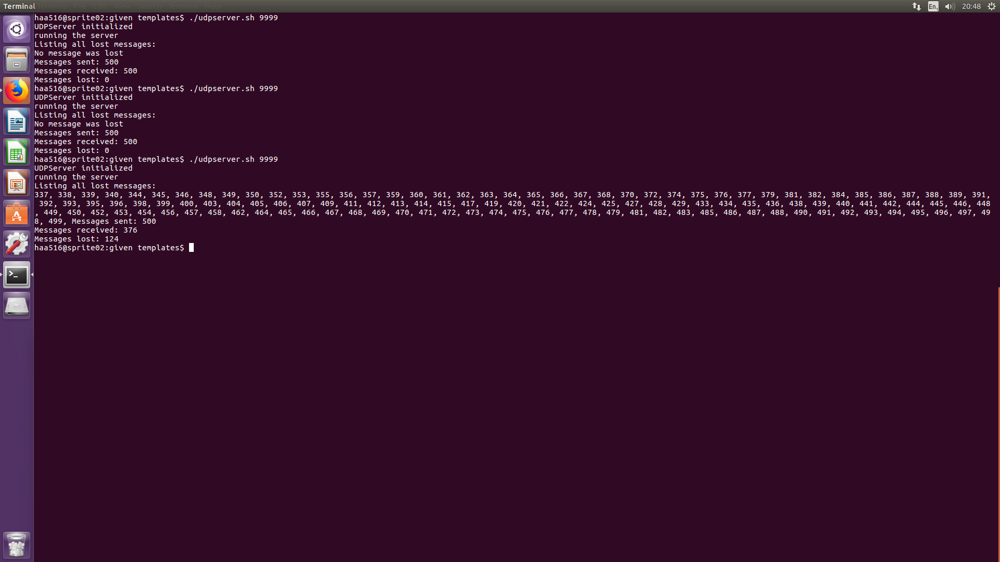 Terminal Terminal File Edit View Search Terminal Help En1 20:48
haa516@sprite02:given templates$ ./udpserver.sh 9999
UDPServer initialized
running the server
Listing all lost messages:
No message was lost
Messages sent: 500
Messages received: 500
Messages lost: 0
haa516@sprite02:given templates$ ./udpserver.sh 9999
UDPServer initialized
running the server
Listing all lost messages:
No message was lost
Messages sent: 500
Messages received: 500
Messages lost: 0
haa516@sprite02:given templates$ ./udpserver.sh 9999
UDPServer initialized
running the server
Listing all lost messages:
337, 338, 339, 340, 344, 345, 346, 348, 349, 350, 352, 353, 355, 356, 357, 359, 360, 361, 362, 363, 364, 365, 366, 367, 368, 370, 372, 374, 375, 376, 377, 379, 381, 382, 384, 385, 386, 387, 388, 389, 391,
392, 393, 395, 396, 398, 399, 400, 403, 404, 405, 406, 407, 409, 411, 412, 413, 414, 415, 417, 419, 420, 421, 422, 424, 425, 427, 428, 429, 433, 434, 435, 436, 438, 439, 440, 441, 442, 444, 445, 446, 448
, 449, 450, 452, 453, 454, 456, 457, 458, 462, 464, 465, 466, 467, 468, 469, 470, 471, 472, 473, 474, 475, 476, 477, 478, 479, 481, 482, 483, 485, 486, 487, 488, 490, 491, 492, 493, 494, 495, 496, 497, 49
8, 499, Messages sent: 500
Messages received: 376
Messages lost: 124
haa516@sprite02:given templates$